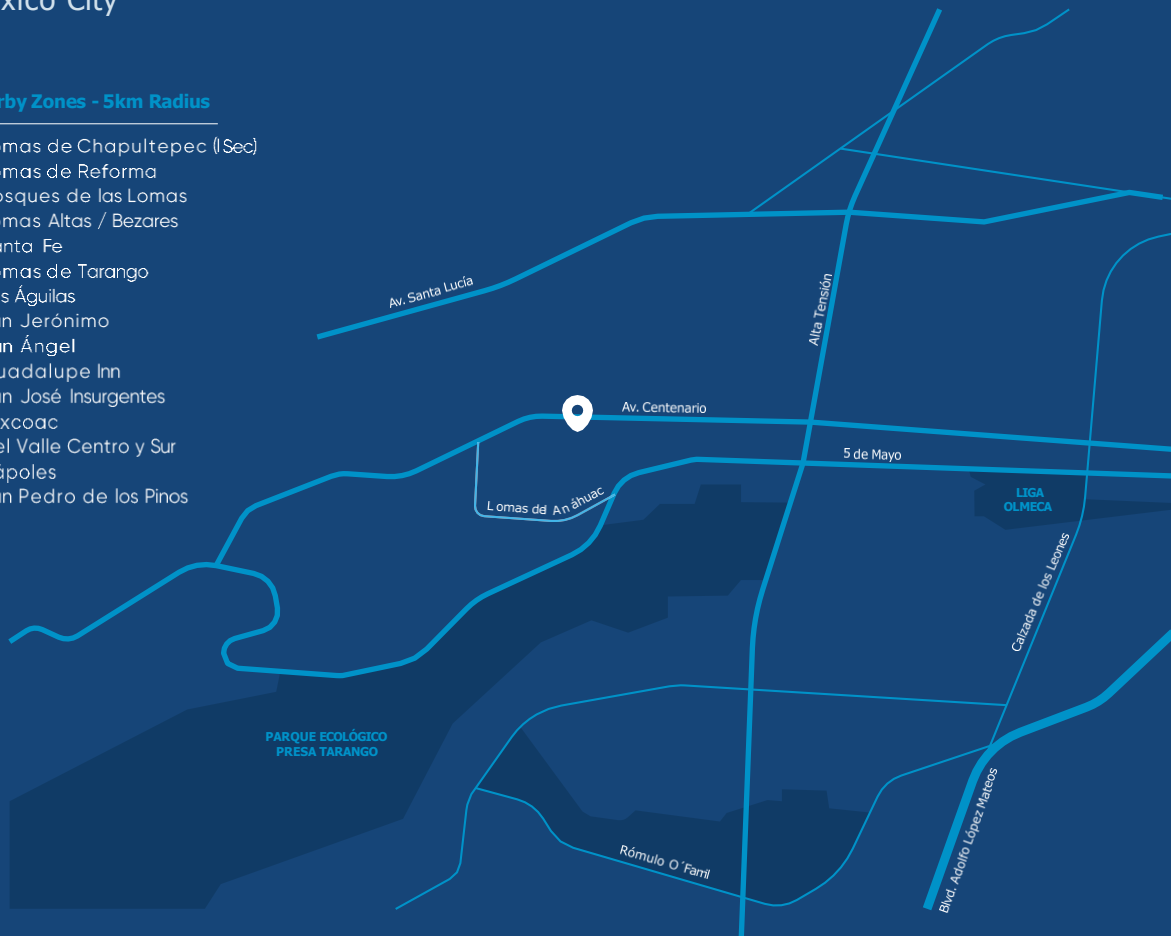 xico City
rby Zones - 5km Radius
omas de Chapultepec (I Sec)
omas de Reforma
osques de las Lomas
omas Altas / Bezares
anta Fe
omas de Tarango
s Águilas
an Jerónimo
an Ángel
uadalupe Inn
an José Insurgentes
ixcoac
el Valle Centro y Sur
ápoles
an Pedro de los Pinos
Av. Santa Lucía
Alta Tensión
Av. Centenario
5 de Mayo
LIGA
OLMECA
Lomas del Anáhuac
Calzada de los Leones
PARQUE ECOLÓGICO
PRESA TARANGO
Rómulo O´Farril
Blvd. Adolfo López Mateos